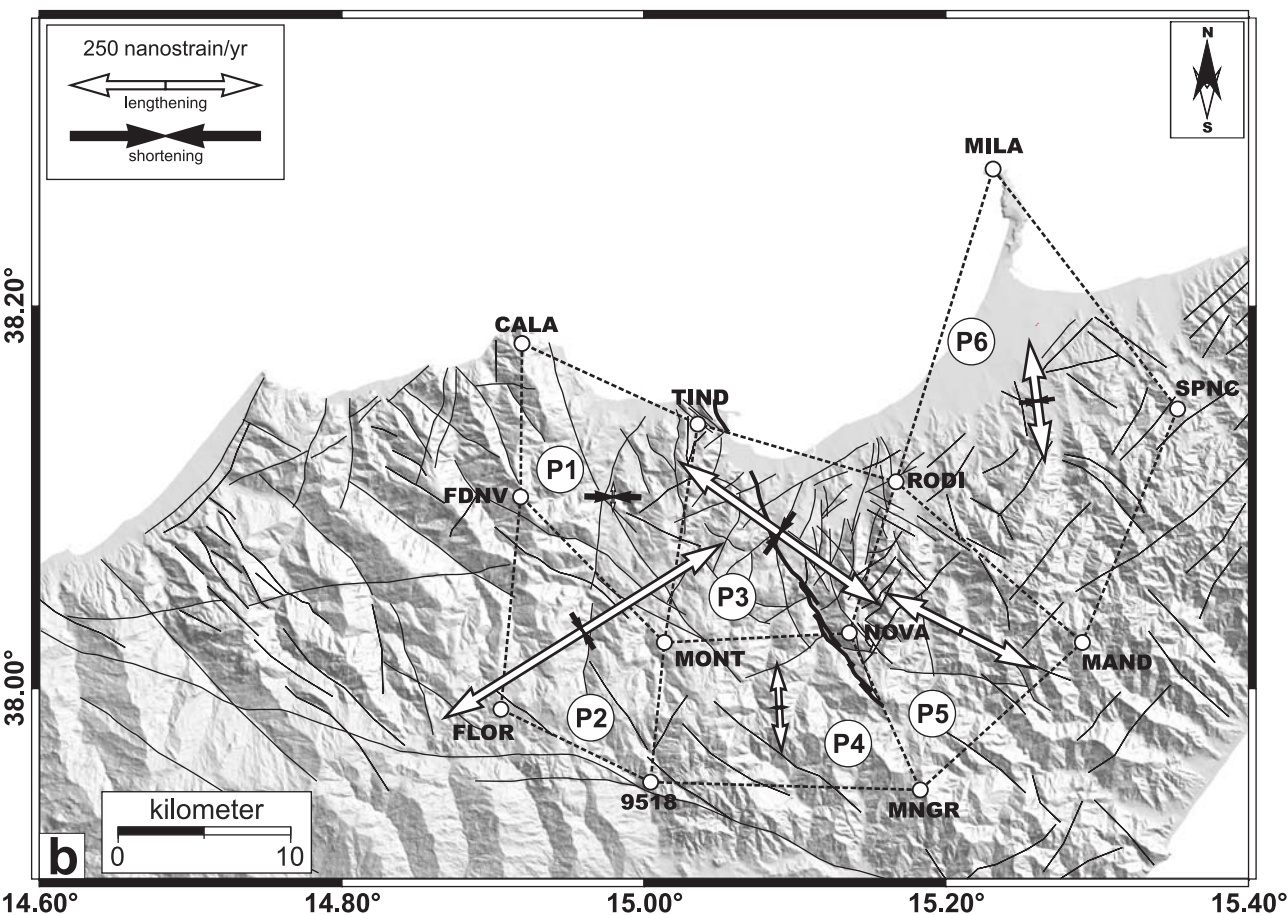 250 nanostrain/yr
lengthening
shortening
N
S
MILA
38.20°
CALA
P6
TIND
SPNC
P1
FDNV
RODI
P3
NOVA
MONT
MAND
38.00°
P2
P5
FLOR
P4
9518
MNGR
kilometer
0 10
b
14.60° 14.80° 15.00° 15.20° 15.40°